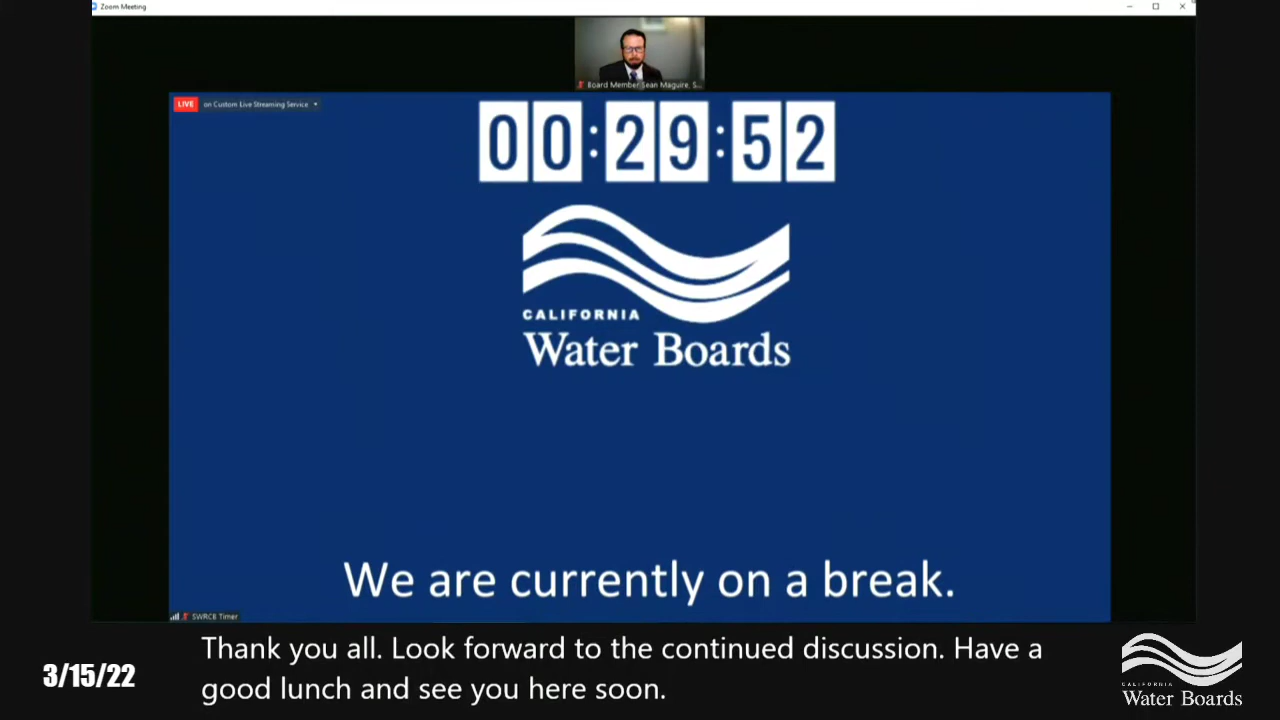 Zoom Meeting
Board Member Sean Maguire, S...
LIVE on Custom Live Streaming Service
00:29:52
CALIFORNIA
Water Boards
We are currently on a break.
SWRCB Timer
3/15/22
Thank you all. Look forward to the continued discussion. Have a
good lunch and see you here soon.
CALIFORNIA
Water Boards